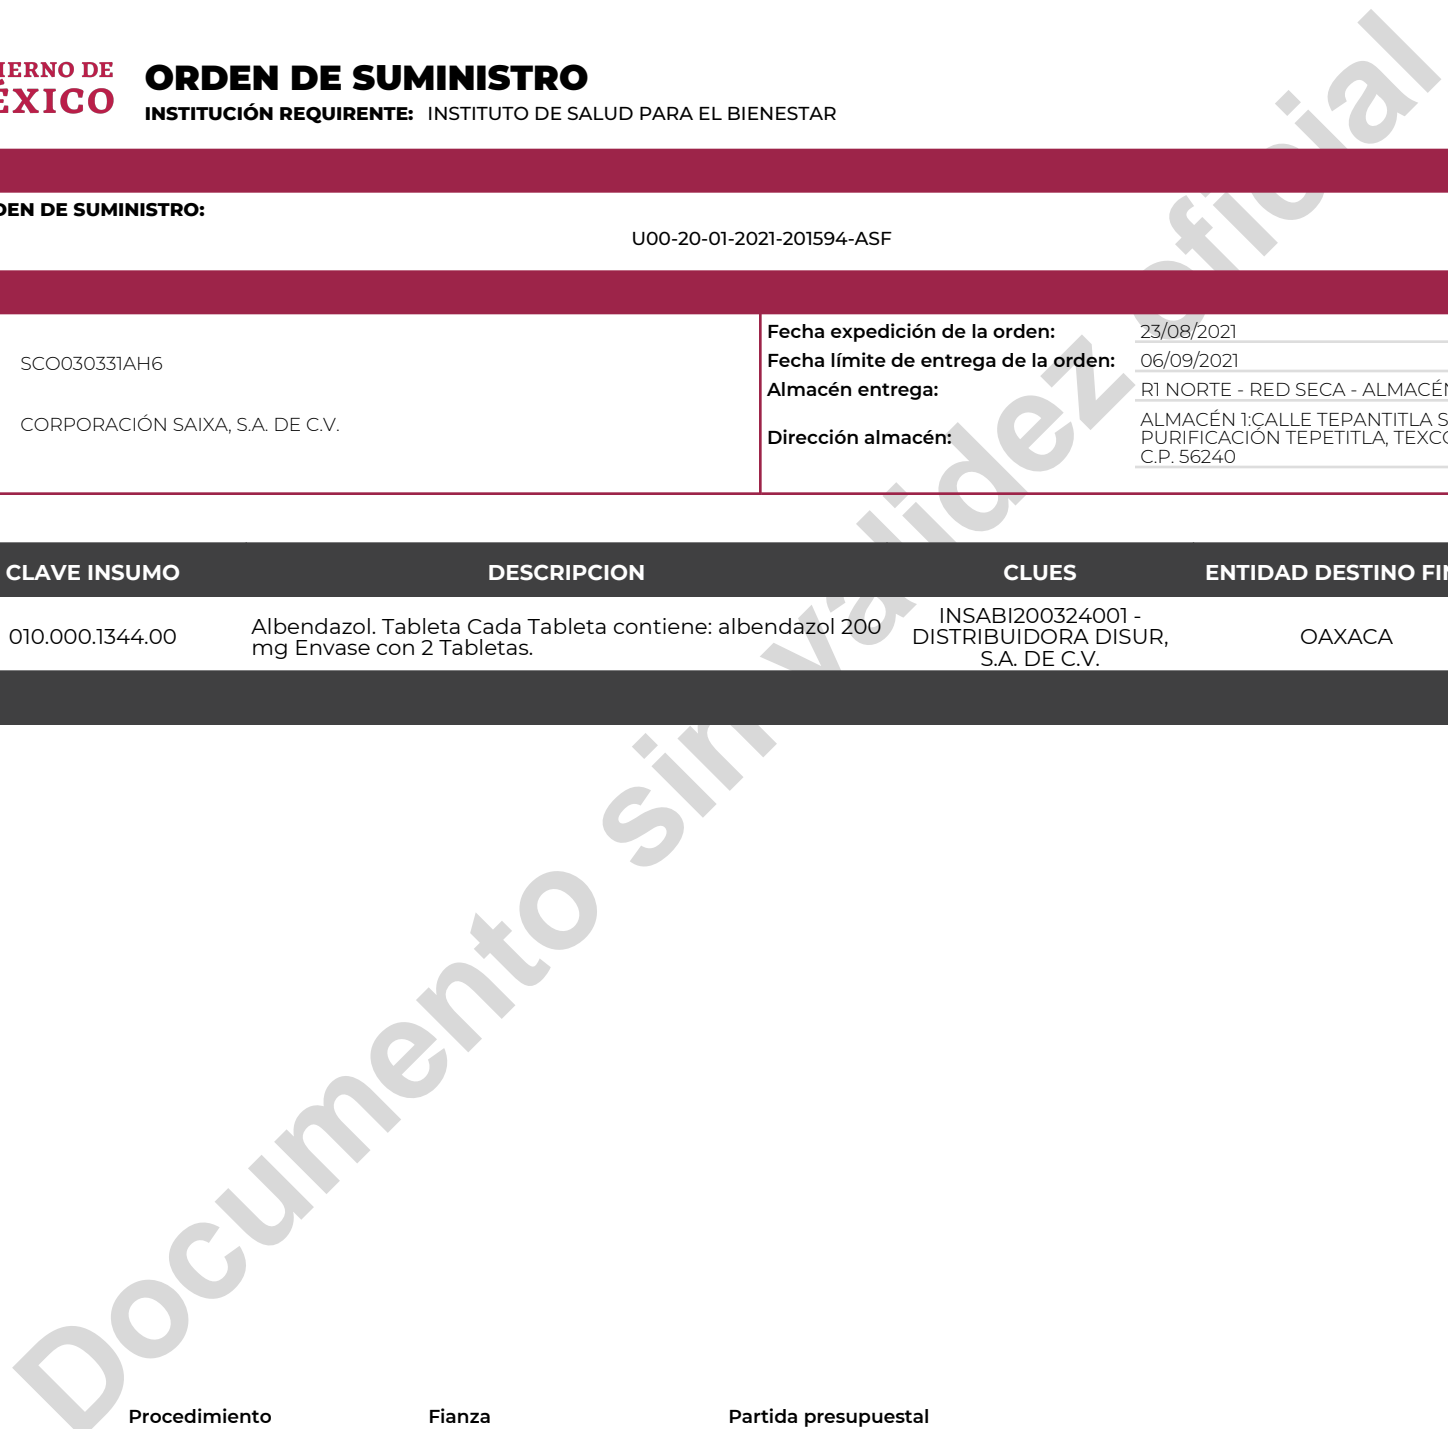 IERNO DE
ÉXICO
ORDEN DE SUMINISTRO
INSTITUCIÓN REQUIRENTE: INSTITUTO DE SALUD PARA EL BIENESTAR
DEN DE SUMINISTRO:
U00-20-01-2021-201594-ASF
SCO030331AH6
CORPORACIÓN SAIXA, S.A. DE C.V.
Fecha expedición de la orden: 23/08/2021
Fecha límite de entrega de la orden: 06/09/2021
Almacén entrega: R1 NORTE - RED SECA - ALMACÉN
Dirección almacén: ALMACÉN 1:CALLE TEPANTITLA S
PURIFICACIÓN TEPETITLA, TEXCO
C.P. 56240
CLAVE INSUMO DESCRIPCION CLUES ENTIDAD DESTINO FIN
010.000.1344.00
Albendazol. Tableta Cada Tableta contiene: albendazol 200
mg Envase con 2 Tabletas.
INSABI200324001 -
DISTRIBUIDORA DISUR,
S.A. DE C.V.
OAXACA
Documento sin validez oficial
Procedimiento Fianza Partida presupuestal